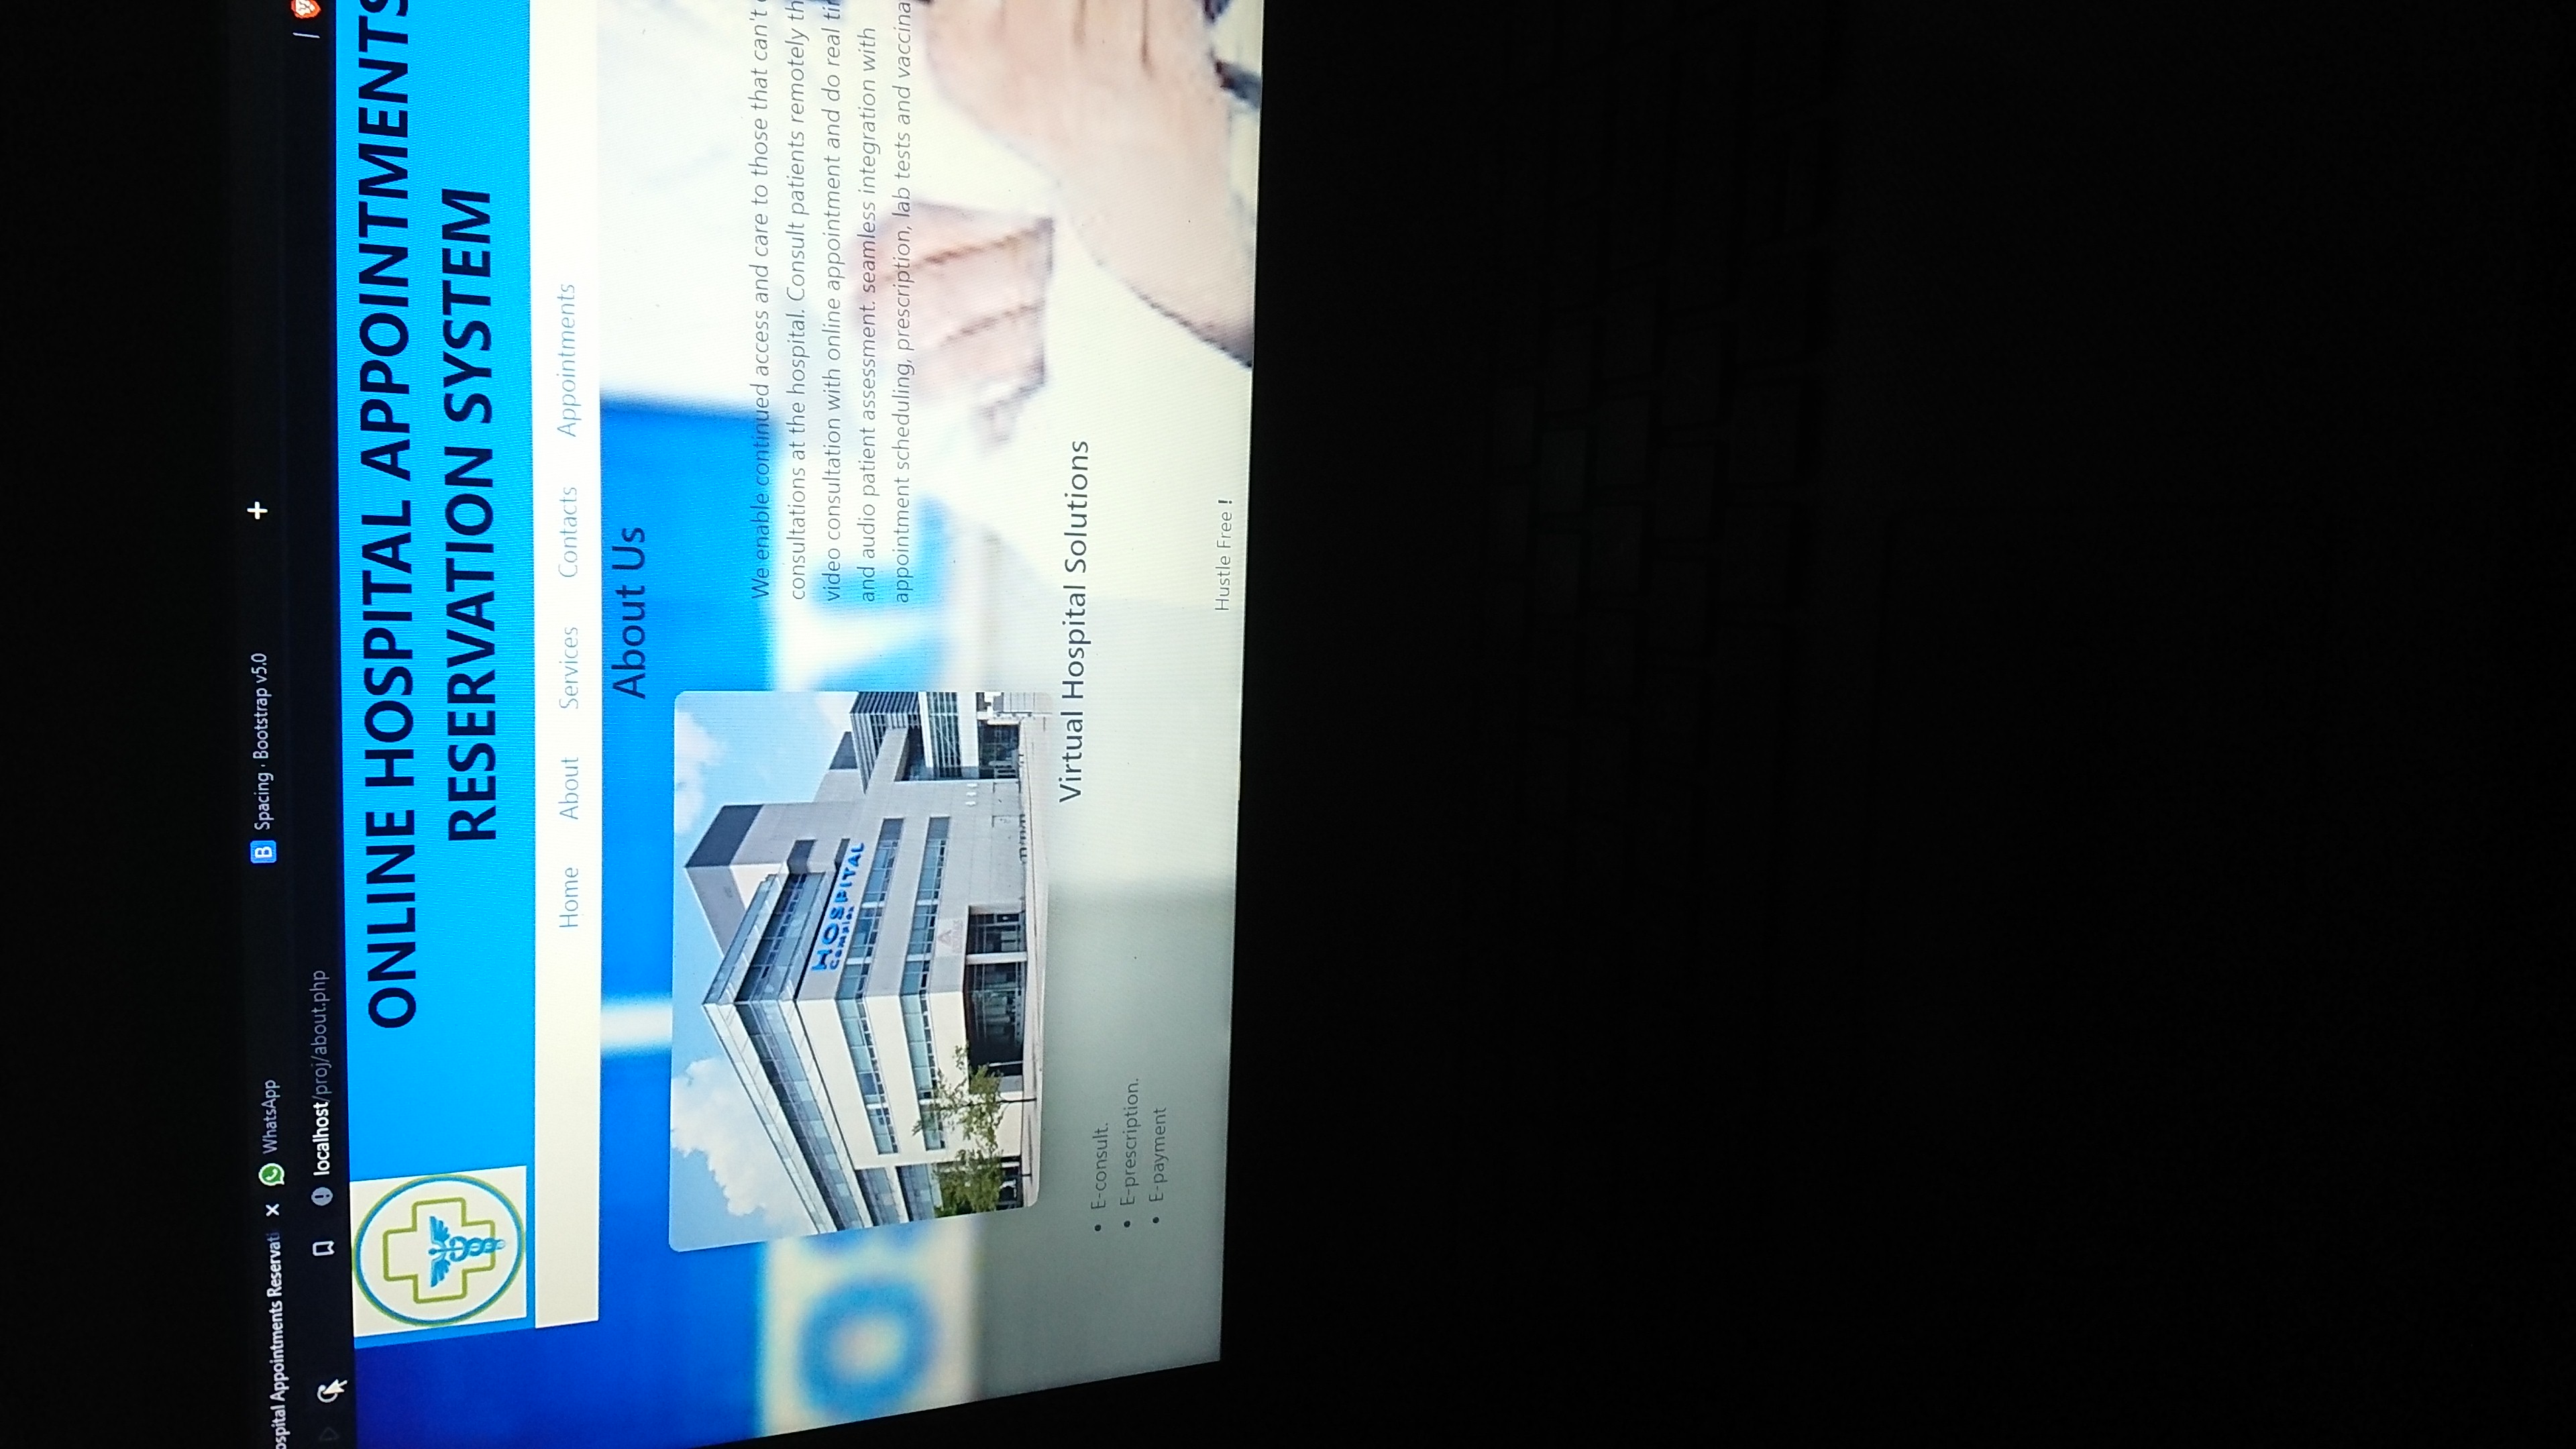 ospital Appointments Reservati
WhatsApp
B Spacing · Bootstrap v5.0
localhost/proj/about.php
ONLINE HOSPITAL APPOINTMENTS
RESERVATION SYSTEM
Home About Services Contacts Appointments
About Us
HOSPITAL
We enable continued access and care to those that can't
consultations at the hospital. Consult patients remotely th
video consultation with online appointment and do real tim
and audio patient assessment. seamless integration with
appointment scheduling, prescription, lab tests and vaccina
Virtual Hospital Solutions
• E-consult.
• E-prescription.
• E-payment
Hustle Free !